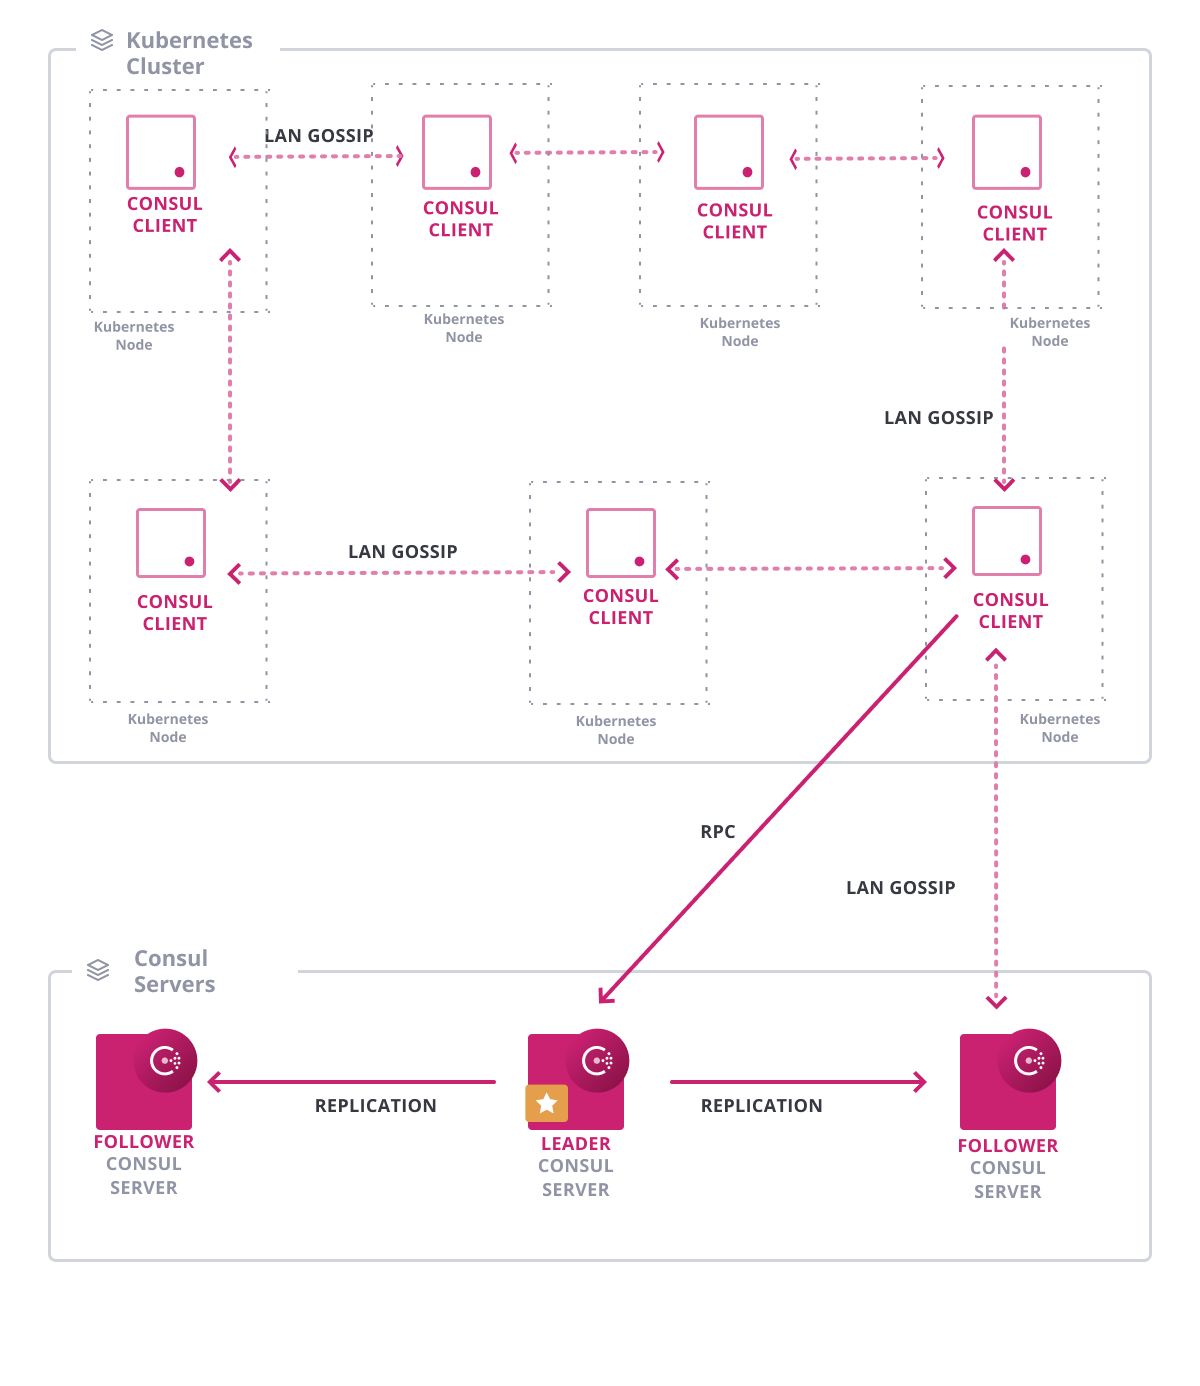 Kubernetes
Cluster
LAN GOSSIP
CONSUL
CLIENT
CONSUL
CLIENT
CONSUL
CLIENT
CONSUL
CLIENT
Kubernetes
Node
Kubernetes
Node
Kubernetes
Node
Kubernetes
Node
LAN GOSSIP
LAN GOSSIP
CONSUL
CLIENT
CONSUL
CLIENT
CONSUL
CLIENT
Kubernetes
Node
Kubernetes
Node
Kubernetes
Node
RPC
LAN GOSSIP
Consul
Servers
REPLICATION
REPLICATION
FOLLOWER
CONSUL
SERVER
LEADER
CONSUL
SERVER
FOLLOWER
CONSUL
SERVER